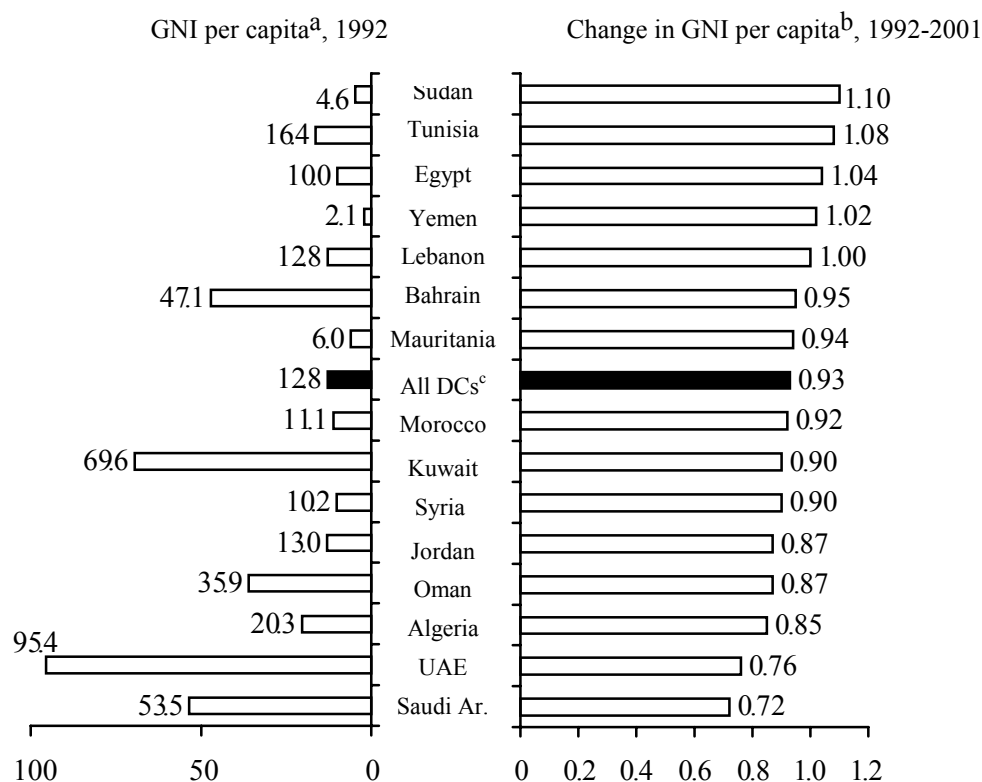 GNI per capitaa, 1992 Change in GNI per capitab, 1992-2001
4.6 Sudan 1.10
16.4 Tunisia 1.08
10.0 Egypt 1.04
2.1 Yemen 1.02
12.8 Lebanon 1.00
47.1 Bahrain 0.95
6.0 Mauritania 0.94
12.8 All DCsc 0.93
11.1 Morocco 0.92
69.6 Kuwait 0.90
10.2 Syria 0.90
13.0 Jordan 0.87
35.9 Oman 0.87
20.3 Algeria 0.85
95.4 UAE 0.76
53.5 Saudi Ar. 0.72
100 50 0 0 0.2 0.4 0.6 0.8 1.0 1.2